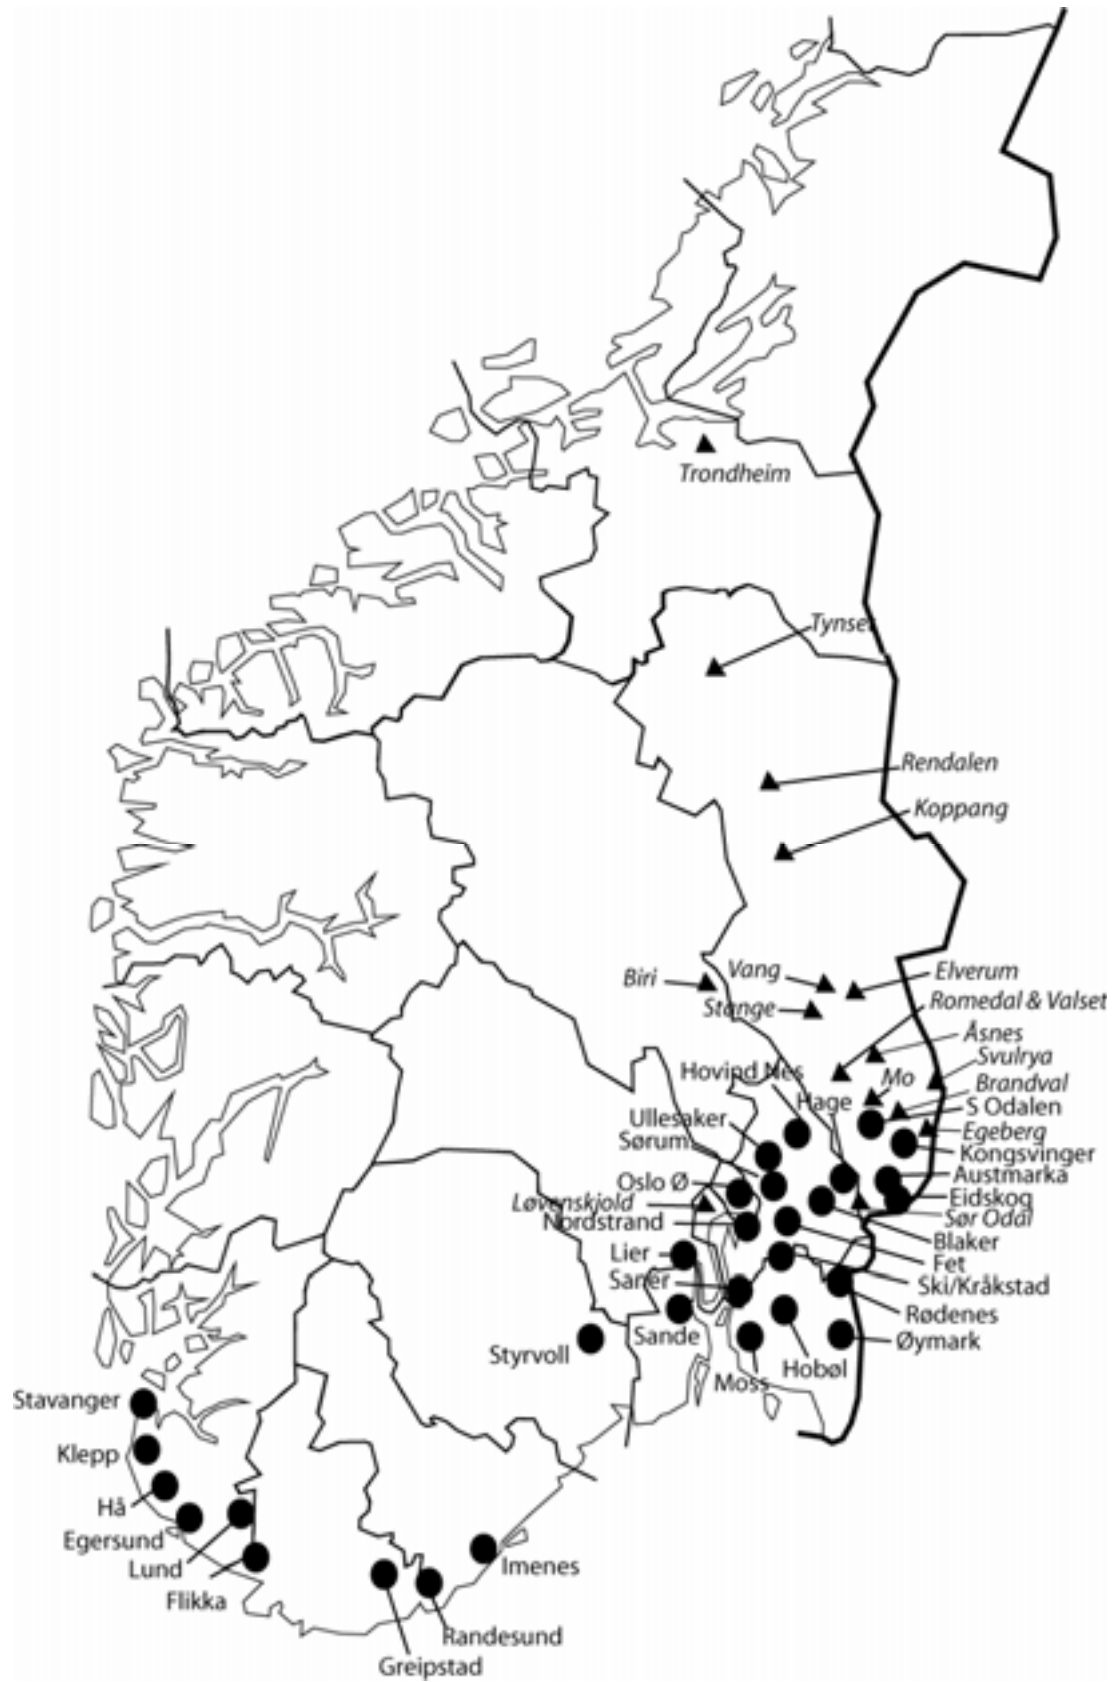 Trondheim
Tynset
Rendalen
Koppang
Biri
Vang
Elverum
Stange
Romedal & Valset
Åsnes
Svulrya
Hovind Nes
Mo
Brandval
Hage
S Odalen
Ullesaker
Egeberg
Sørum
Kongsvinger
Austmarka
Oslo Ø
Eidskog
Løvenskjold
Sør Odal
Nordstrand
Blaker
Lier
Fet
Saner
Ski/Kråkstad
Rødenes
Sande
Øymark
Styrvoll
Hobøl
Moss
Stavanger
Klepp
Hå
Egersund
Lund
Imenes
Flikka
Randesund
Greipstad